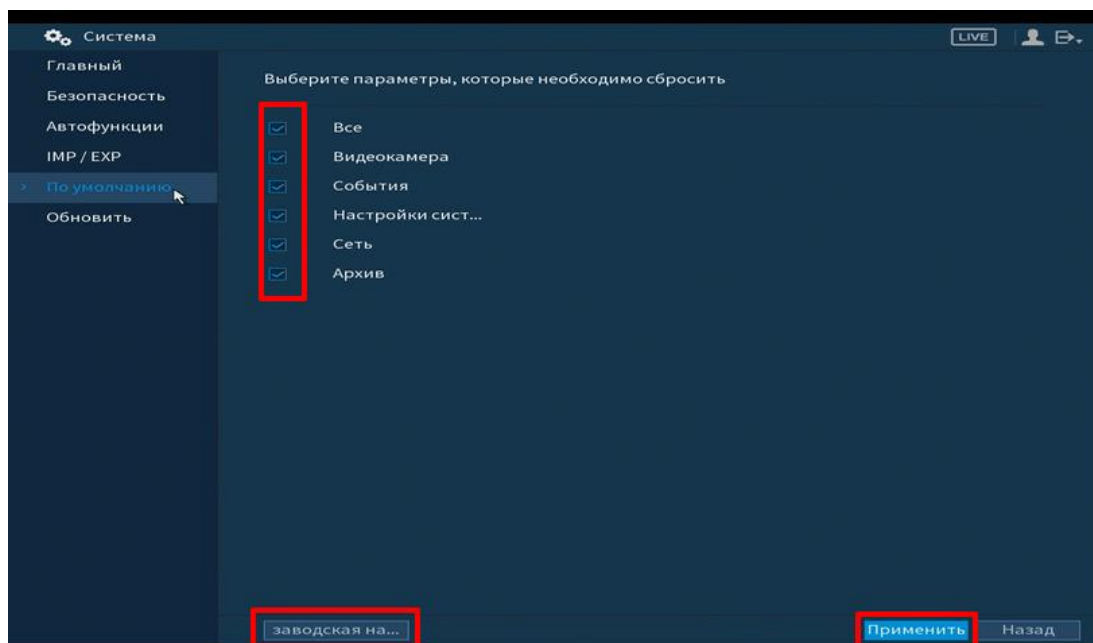 Система
LIVE
Главный
Безопасность
Автофункции
IMP / EXP
По умолчанию
Обновить
Выберите параметры, которые необходимо сбросить
Все
Видеокамера
События
Настройки сист...
Сеть
Архив
заводская на...
Применить
Назад